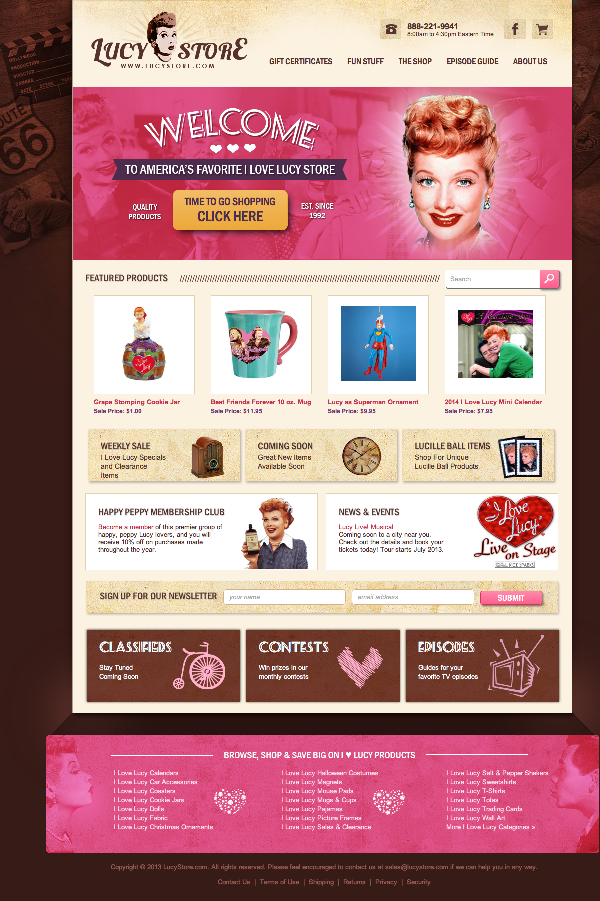 LUCY STORE
WWW.LUCYSTORE.COM
888-221-9941
8:00am to 4:30pm Eastern Time
GIFT CERTIFICATES
FUN STUFF
THE SHOP
EPISODE GUIDE
ABOUT US
ROUTE
66
WELCOME
TO AMERICA'S FAVORITE I LOVE LUCY STORE
QUALITY
PRODUCTS
TIME TO GO SHOPPING
CLICK HERE
EST. SINCE
1992
FEATURED PRODUCTS
Search
Grape Stomping Cookie Jar
Sale Price: $1.00
Best Friends Forever 10 oz. Mug
Sale Price: $11.95
Lucy as Superman Ornament
Sale Price: $9.95
2014 I Love Lucy Mini Calendar
Sale Price: $7.95
WEEKLY SALE
I Love Lucy Specials
and Clearance
Items
COMING SOON
Great New Items
Available Soon
LUCILLE BALL ITEMS
Shop For Unique
Lucille Ball Products
HAPPY PEPPY MEMBERSHIP CLUB
Become a member of this premier group of
happy, peppy Lucy lovers, and you will
receive 10% off on purchases made
throughout the year.
NEWS & EVENTS
Lucy Live! Musical
Coming soon to a city near you.
Check out the details and book your
tickets today! Tour starts July 2013.
I Love
Lucy
Live
on Stage
SIGN UP FOR OUR NEWSLETTER
your name
email address
SUBMIT
CLASSIFIEDS
Stay Tuned
Coming Soon
CONTESTS
Win prizes in our
monthly contests
EPISODES
Guides for your
favorite TV episodes
BROWSE, SHOP & SAVE BIG ON I ♥ LUCY PRODUCTS
I Love Lucy Calendars
I Love Lucy Car Accessories
I Love Lucy Coasters
I Love Lucy Cookie Jars
I Love Lucy Dolls
I Love Lucy Fabric
I Love Lucy Christmas Ornaments
I Love Lucy Halloween Costumes
I Love Lucy Magnets
I Love Lucy Mouse Pads
I Love Lucy Mugs & Cups
I Love Lucy Pajamas
I Love Lucy Picture Frames
I Love Lucy Sales & Clearance
I Love Lucy Salt & Pepper Shakers
I Love Lucy Sweatshirts
I Love Lucy T-Shirts
I Love Lucy Totes
I Love Lucy Trading Cards
I Love Lucy Wall Art
More I Love Lucy Categories »
Copyright © 2013 LucyStore.com. All rights reserved. Please feel encouraged to contact us at sales@lucystore.com if we can help you in any way.
Contact Us | Terms of Use | Shipping | Returns | Privacy | Security